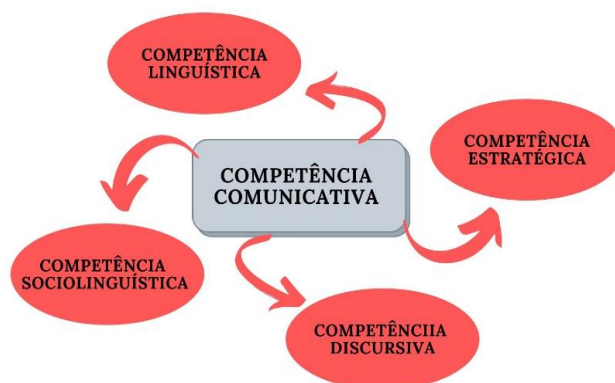 COMPETÊNCIA
LINGUÍSTICA
COMPETÊNCIA
ESTRATÉGICA
COMPETÊNCIA
COMUNICATIVA
COMPETÊNCIA
SOCIOLINGUÍSTICA
COMPETÊNCIIA
DISCURSIVA